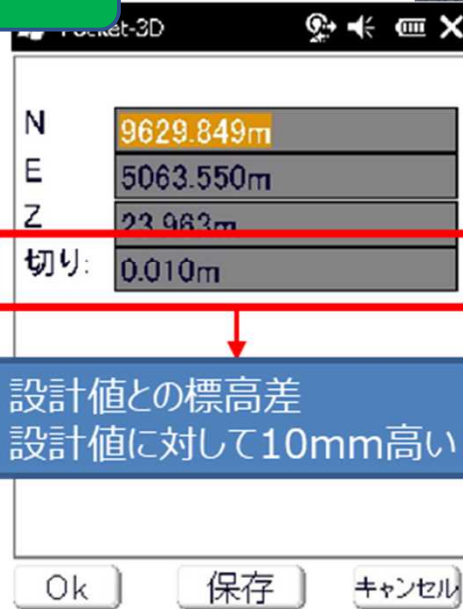 Pocket-3D
N 9629.849m
E 5063.550m
Z 23.963m
切り: 0.010m
設計値との標高差
設計値に対して10mm高い
Ok 保存 キャンセル